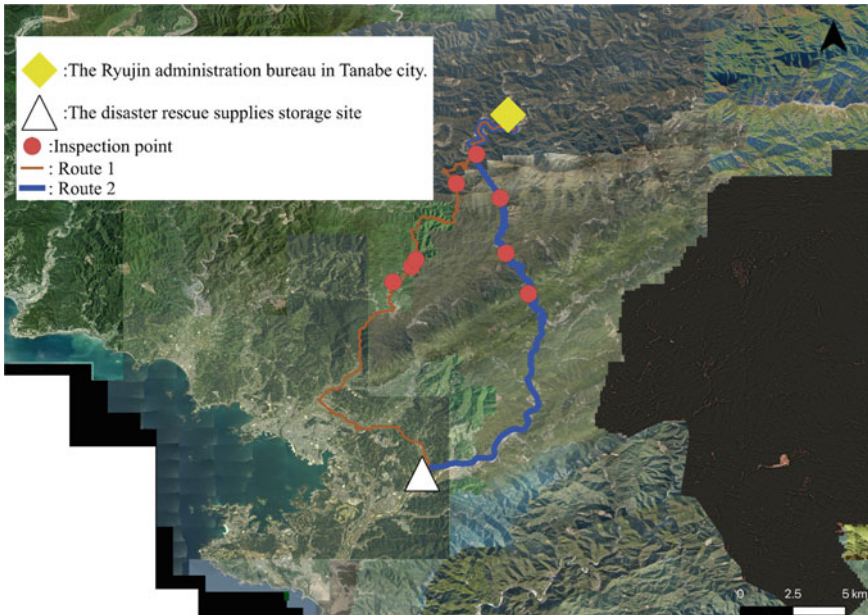 :The Ryujin administration bureau in Tanabe city.
:The disaster rescue supplies storage site
:Inspection point
: Route 1
: Route 2
0 2.5 5 km